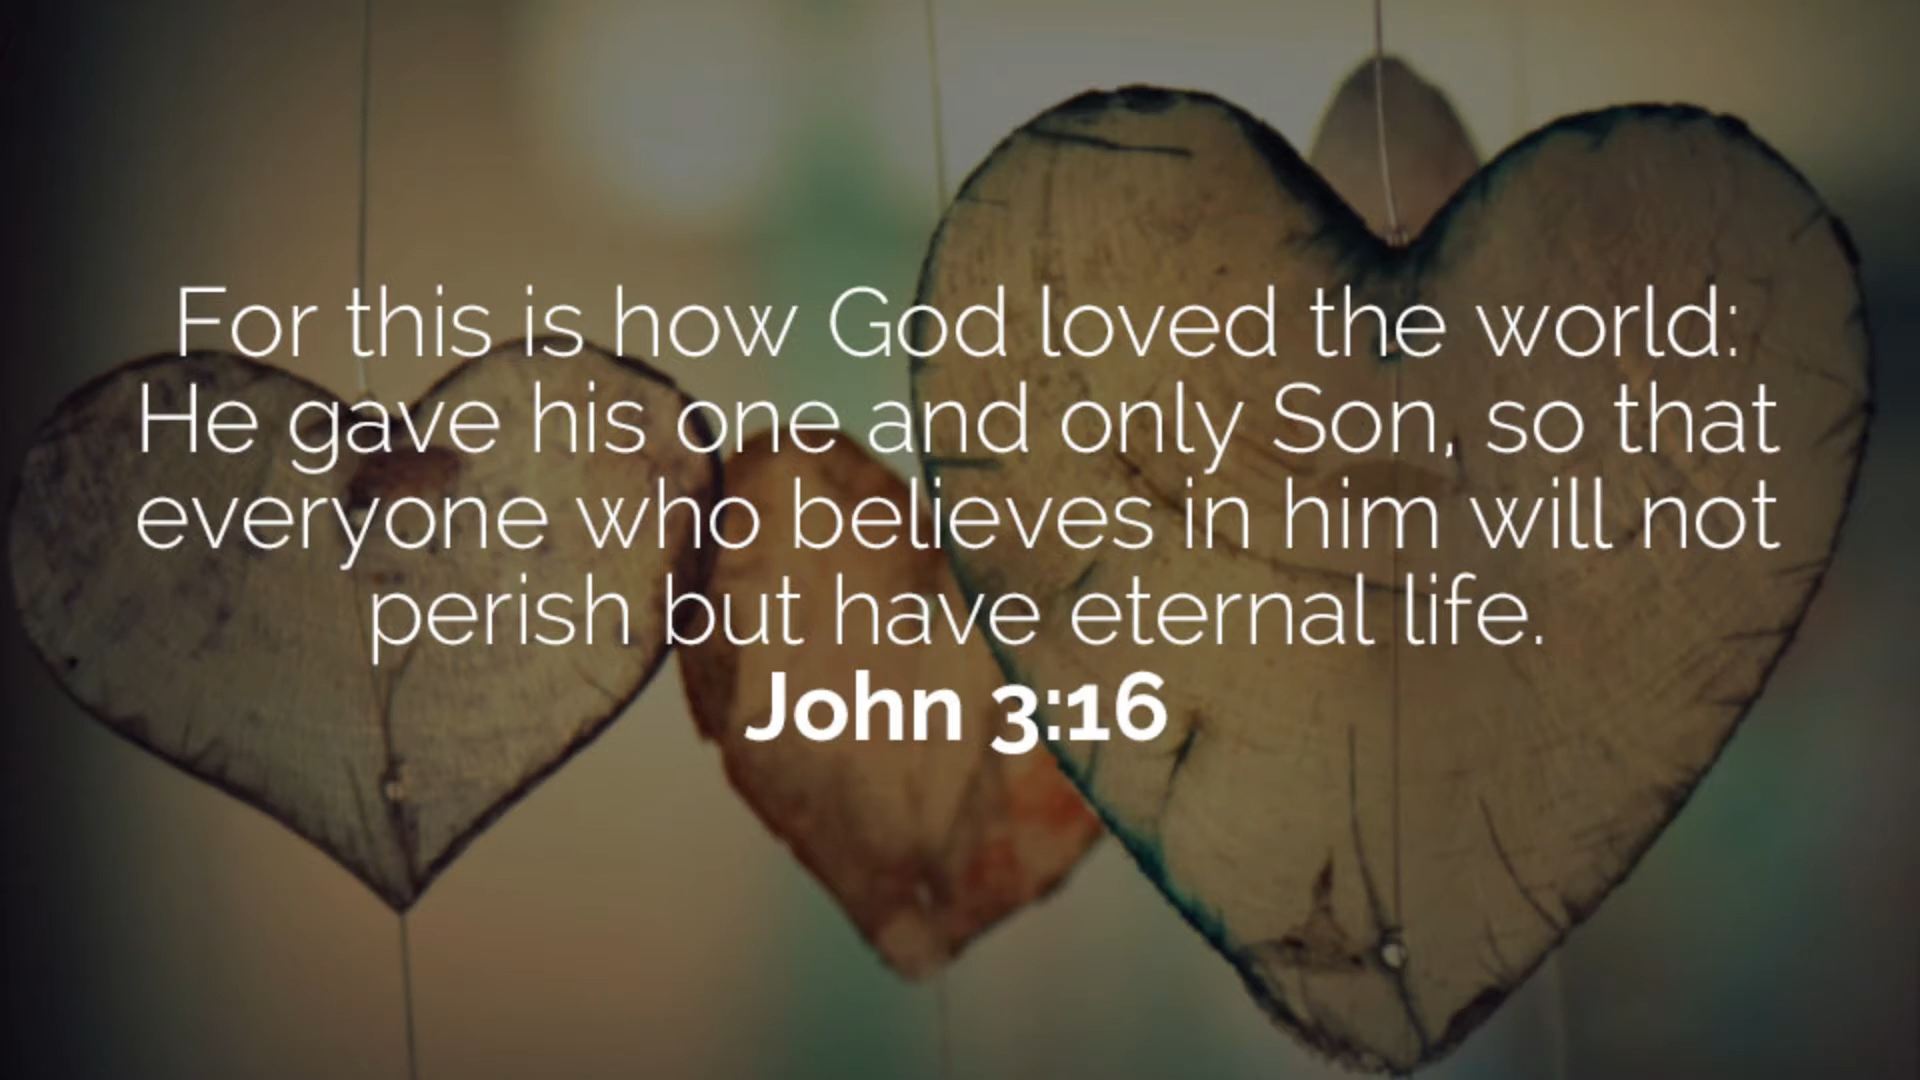 For this is how God loved the world:
He gave his one and only Son, so that
everyone who believes in him will not
perish but have eternal life.
John 3:16